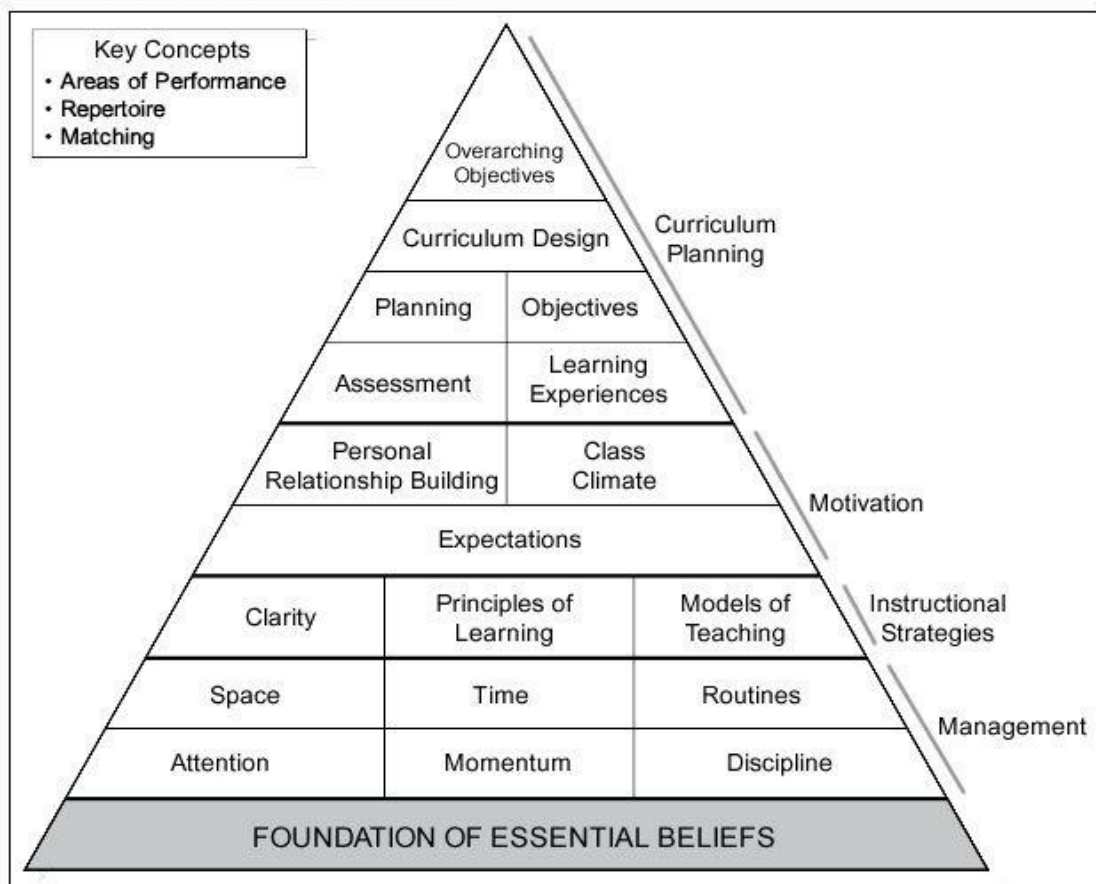 Key Concepts
• Areas of Performance
• Repertoire
• Matching
Overarching
Objectives
Curriculum Design
Planning
Objectives
Assessment
Learning
Experiences
Curriculum
Planning
Personal
Relationship Building
Class
Climate
Expectations
Motivation
Clarity
Principles of
Learning
Models of
Teaching
Instructional
Strategies
Space
Time
Routines
Attention
Momentum
Discipline
Management
FOUNDATION OF ESSENTIAL BELIEFS